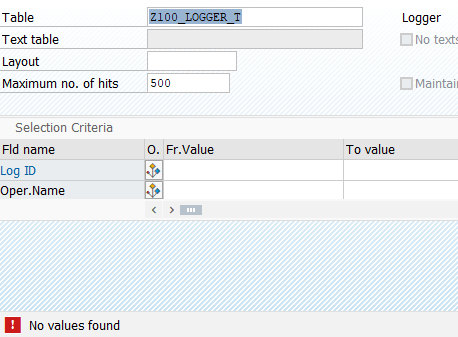 Table Z100_LOGGER_T Logger
Text table No texts
Layout
Maximum no. of hits 500 Maintai
Selection Criteria
Fld name O. Fr.Value To value
Log ID
Oper.Name
No values found